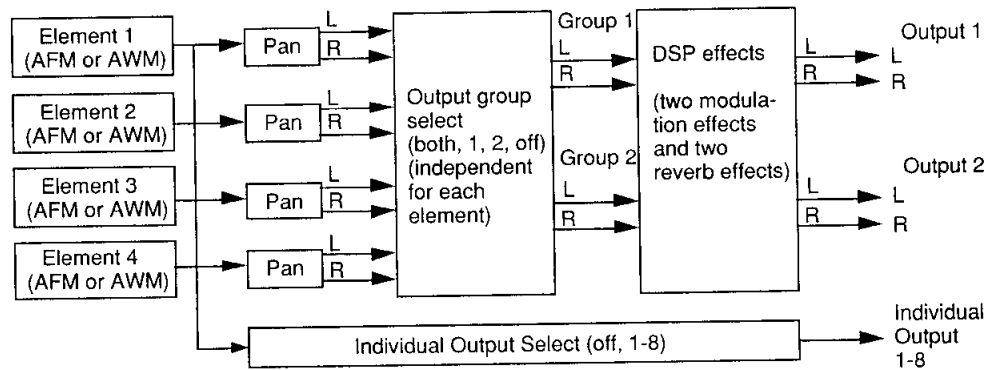 Element 1
(AFM or AWM)
Element 2
(AFM or AWM)
Element 3
(AFM or AWM)
Element 4
(AFM or AWM)
Pan
L
R
Pan
L
R
Pan
L
R
Pan
L
R
Output group
select
(both, 1, 2, off)
(independent
for each
element)
Group 1
L
R
Group 2
L
R
DSP effects
(two modula-
tion effects
and two
reverb effects)
L
R
Output 1
L
R
L
R
Output 2
L
R
Individual Output Select (off, 1-8)
Individual
Output
1-8